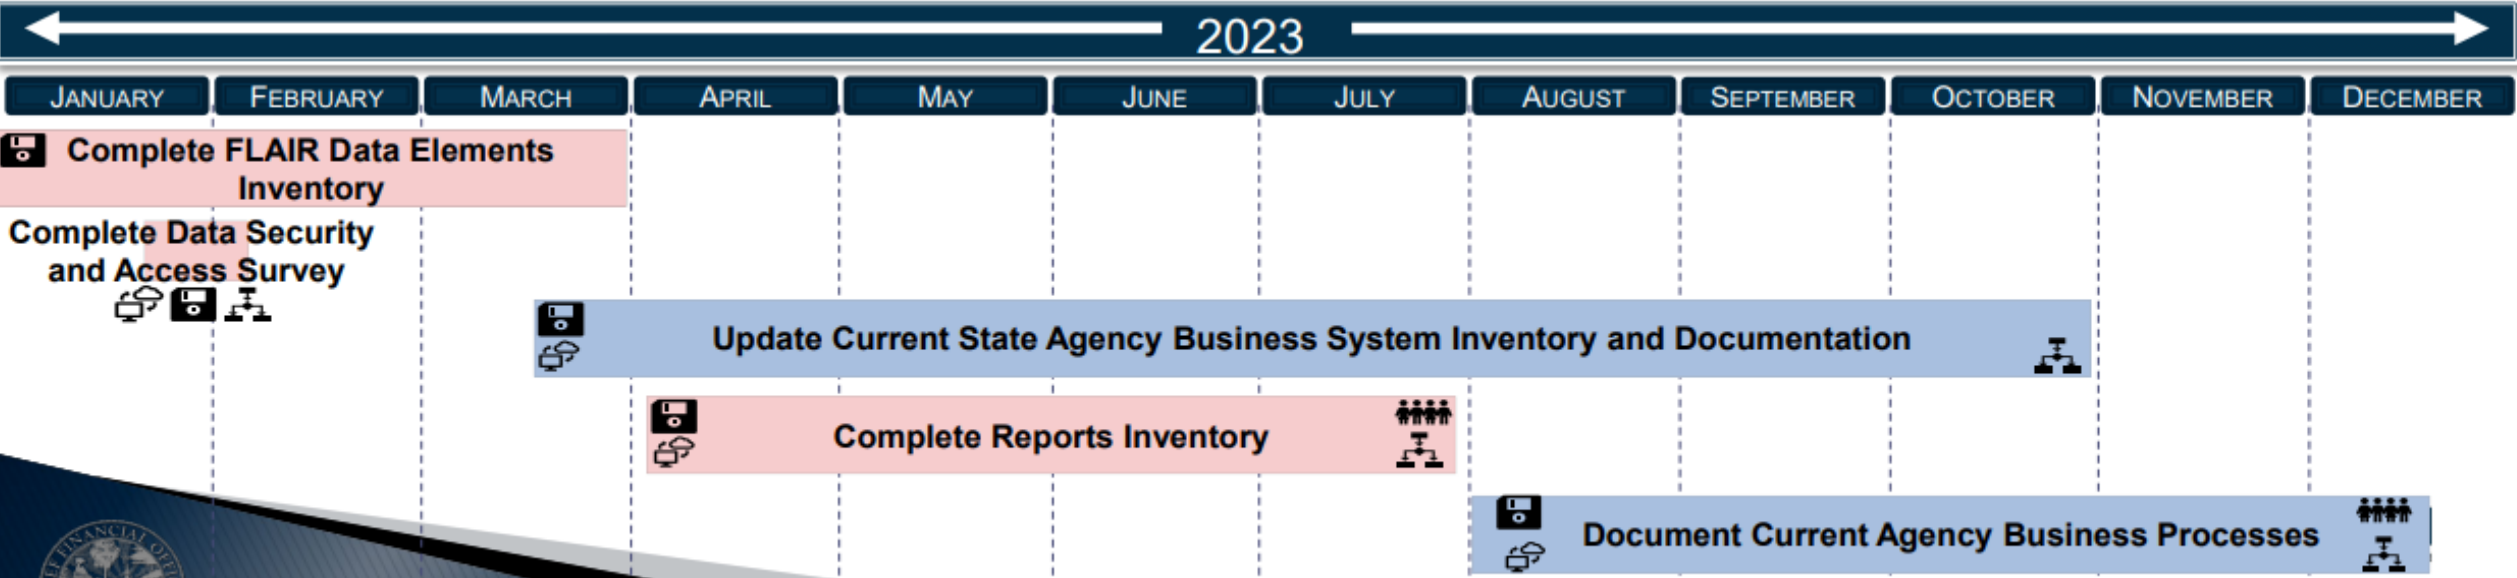 2023
JANUARY FEBRUARY MARCH APRIL MAY JUNE JULY AUGUST SEPTEMBER OCTOBER NOVEMBER DECEMBER
Complete FLAIR Data Elements
Inventory
Complete Data Security
and Access Survey
Update Current State Agency Business System Inventory and Documentation
Complete Reports Inventory
Document Current Agency Business Processes
FINANCIAL